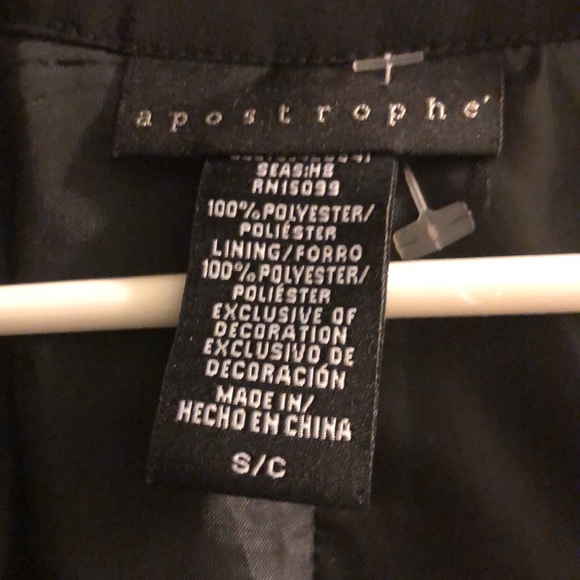 apostrophe'
SEAS:H8
RN15099
100% POLYESTER/
POLIÉSTER
LINING/FORRO
100% POLYESTER/
POLIÉSTER
EXCLUSIVE OF
DECORATION
EXCLUSIVO DE
DECORACIÓN
MADE IN/
HECHO EN CHINA
S/C